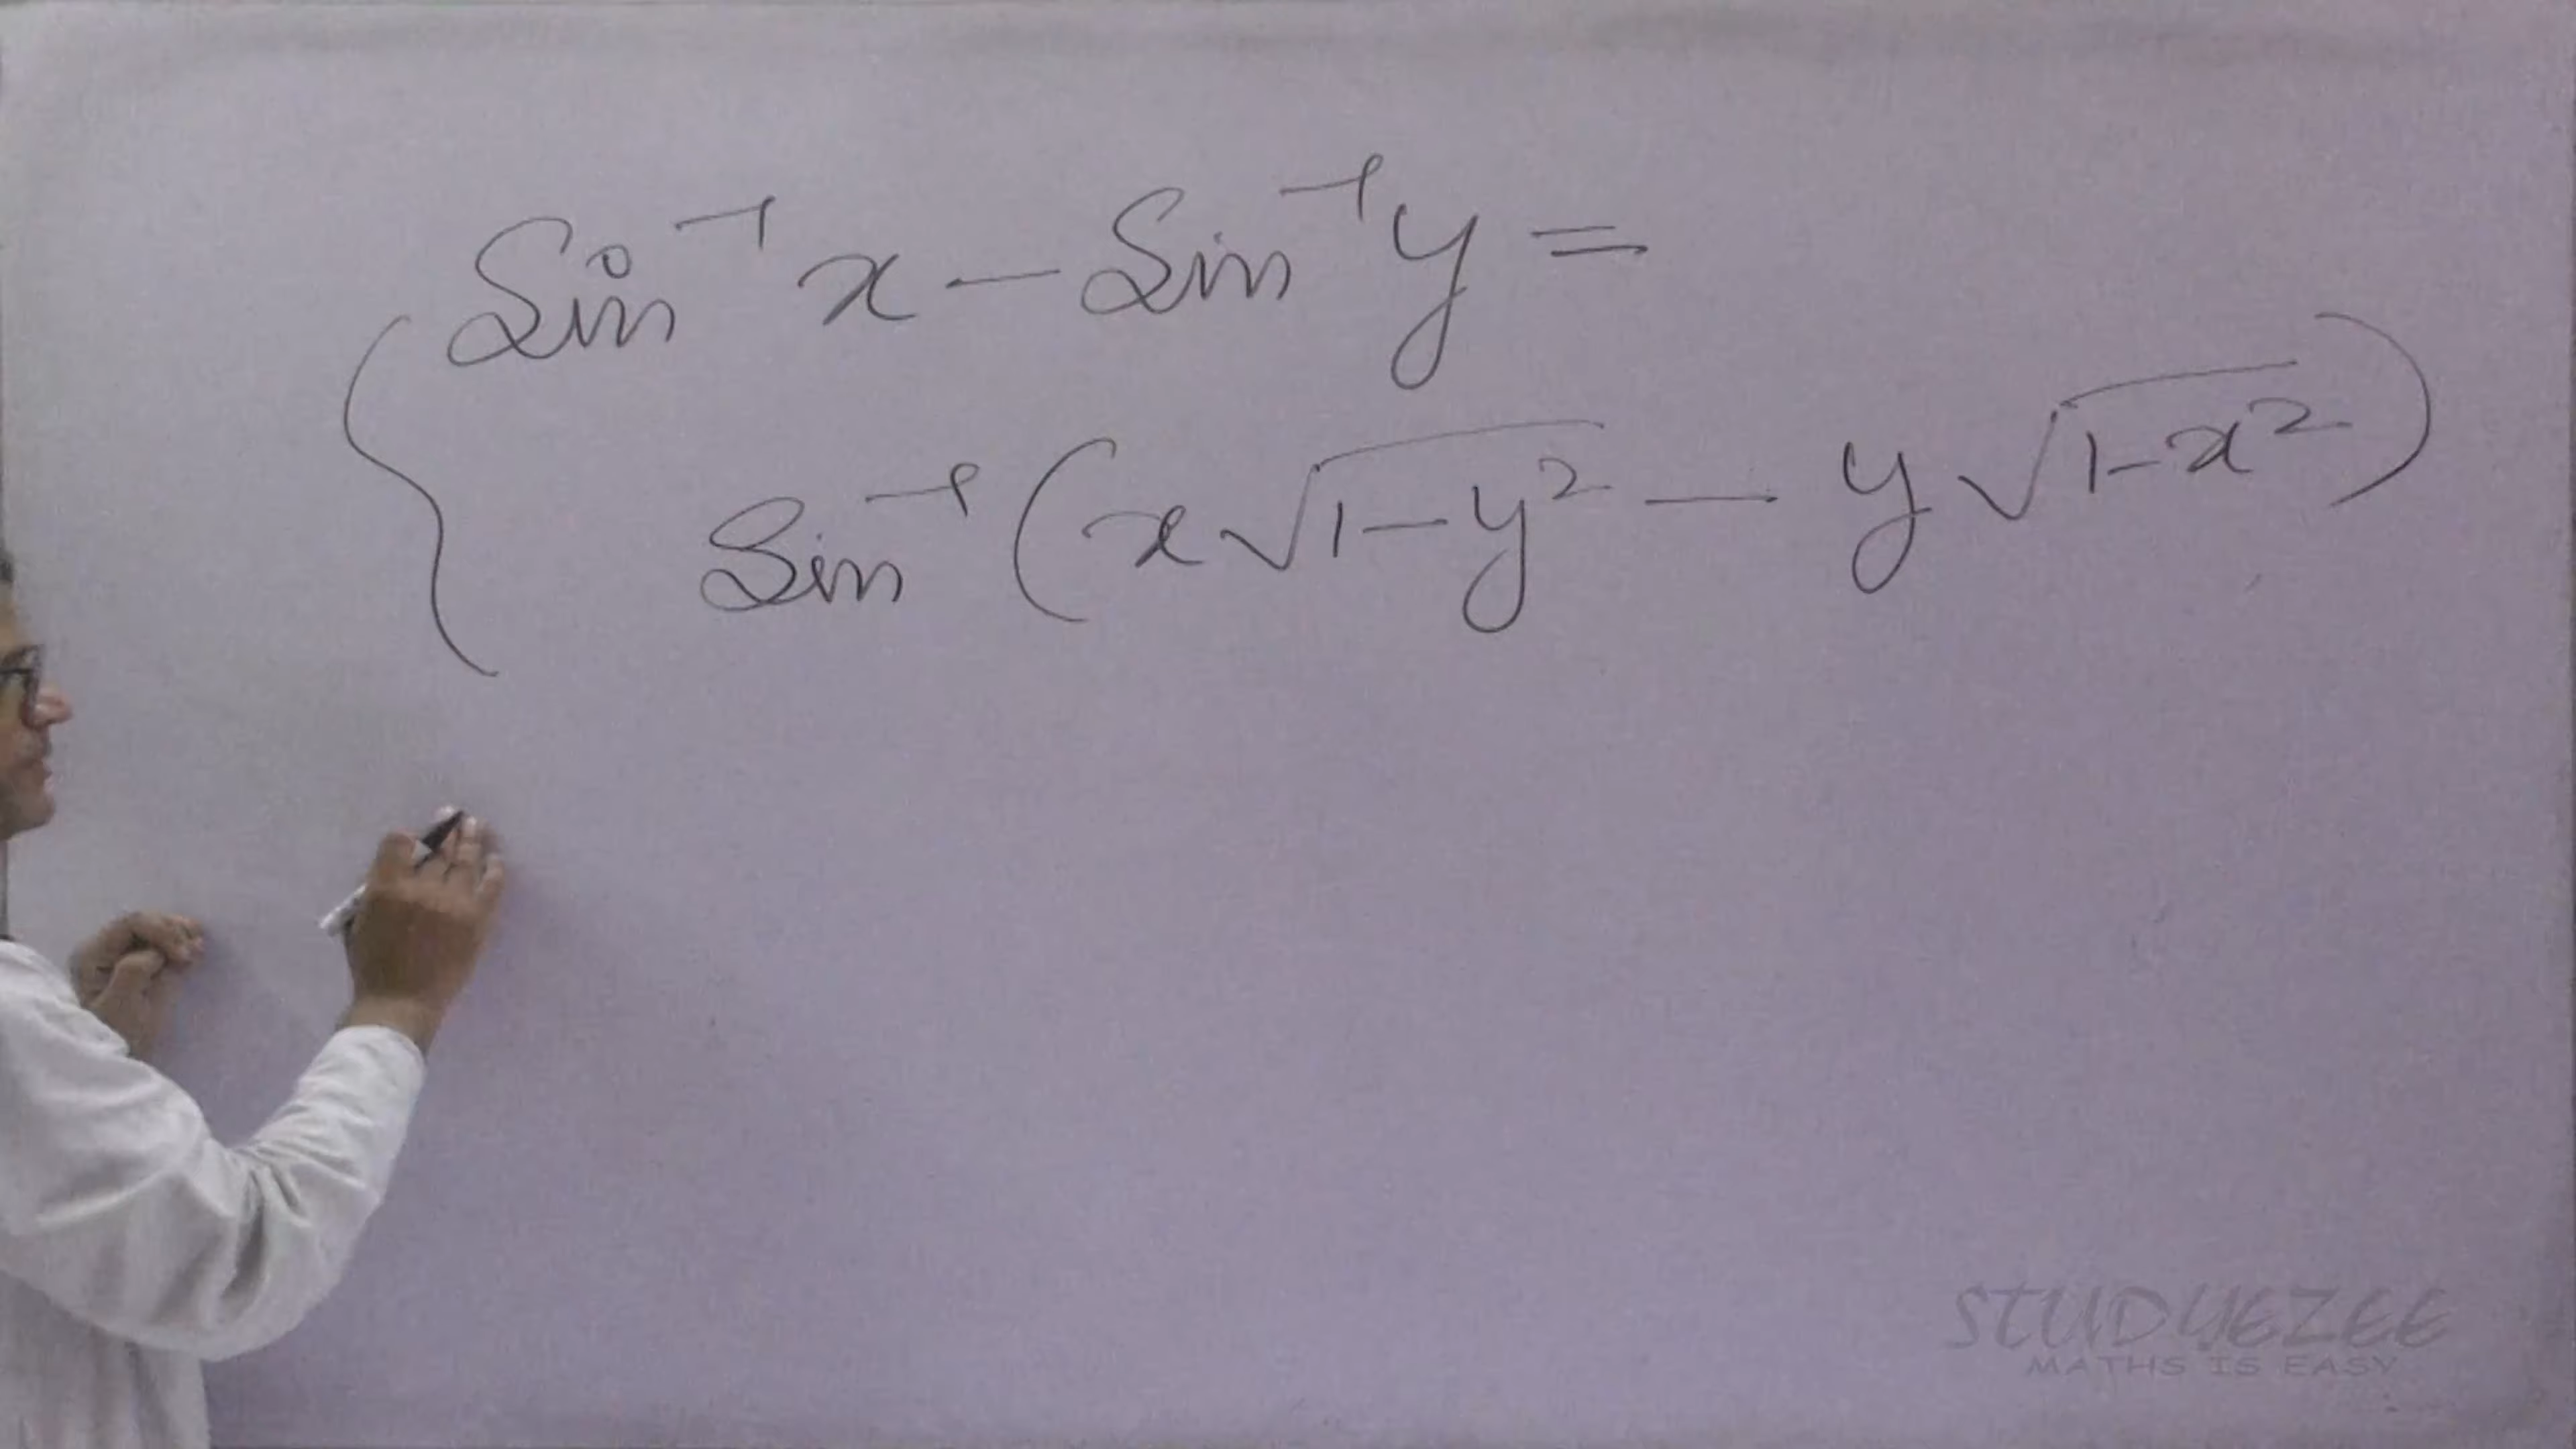 Sin⁻¹x − Sin⁻¹y =
Sin⁻¹(x√1−y² − y√1−x²)
STUDYEZEE
MATHS IS EASY